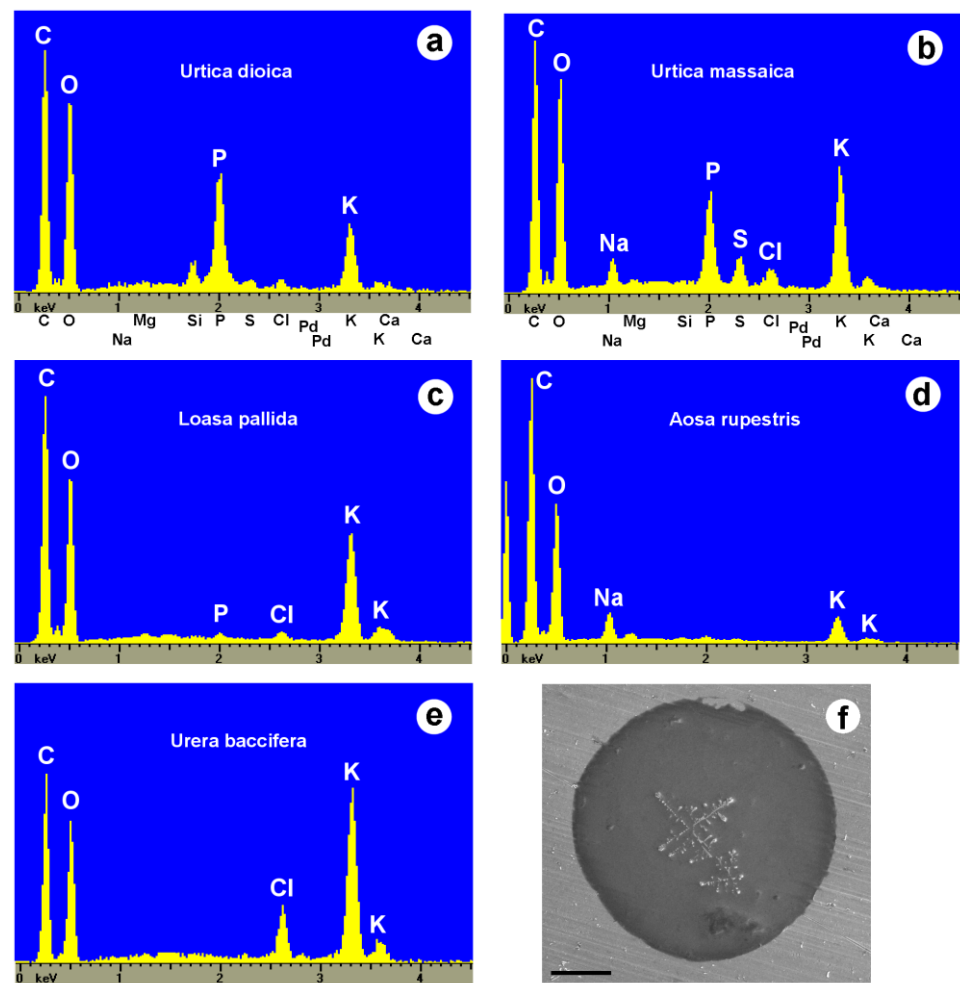 a
Urtica dioica
C
O
P
K
0 keV 1 2 3 4
C O Mg Si P S Cl Pd K Ca
Na Pd K Ca
b
Urtica massaica
C
O
Na
P
S
Cl
K
0 keV 1 2 3 4
C O Mg Si P S Cl Pd K Ca
Na Pd K Ca
c
Loasa pallida
C
O
P
Cl
K
K
0 keV 1 2 3 4
d
Aosa rupestris
C
O
Na
K
K
0 keV 1 2 3 4
e
Urera baccifera
C
O
Cl
K
K
0 keV 1 2 3 4
f